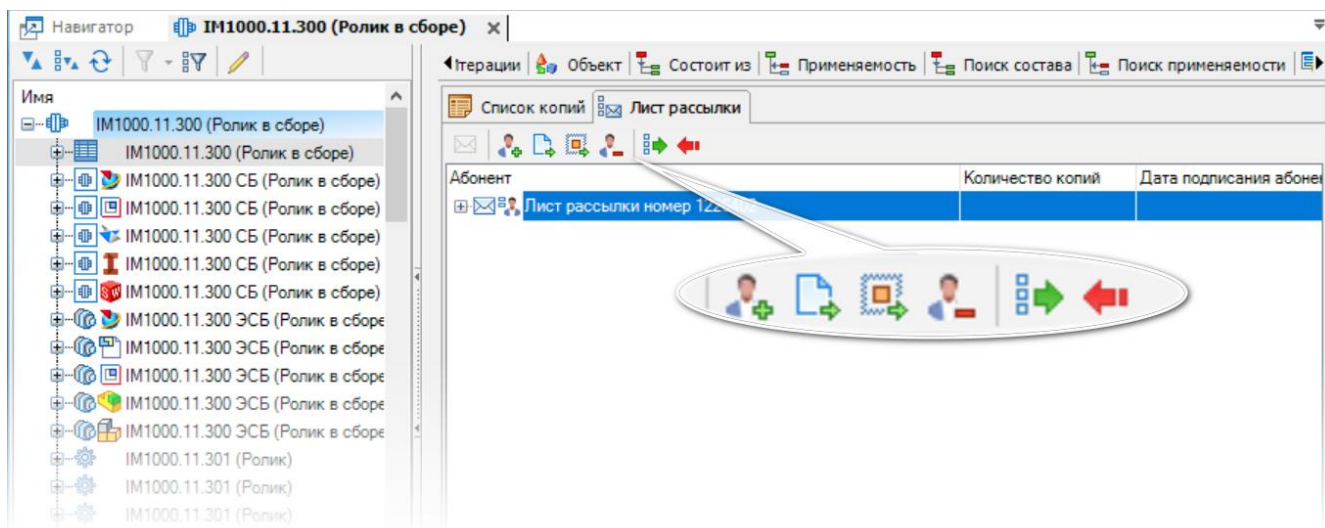 Навигатор IM1000.11.300 (Ролик в сборе)
терации Объект Состоит из Применяемость Поиск состава Поиск применяемости
Имя
Список копий Лист рассылки
IM1000.11.300 (Ролик в сборе)
IM1000.11.300 (Ролик в сборе)
IM1000.11.300 СБ (Ролик в сборе)
IM1000.11.300 СБ (Ролик в сборе)
IM1000.11.300 СБ (Ролик в сборе)
IM1000.11.300 СБ (Ролик в сборе)
IM1000.11.300 СБ (Ролик в сборе)
IM1000.11.300 ЭСБ (Ролик в сборе
IM1000.11.300 ЭСБ (Ролик в сборе
IM1000.11.300 ЭСБ (Ролик в сборе
IM1000.11.300 ЭСБ (Ролик в сборе
IM1000.11.300 ЭСБ (Ролик в сборе
IM1000.11.301 (Ролик)
IM1000.11.301 (Ролик)
IM1000.11.301 (Ролик)
Абонент Количество копий Дата подписания абоне
Лист рассылки номер